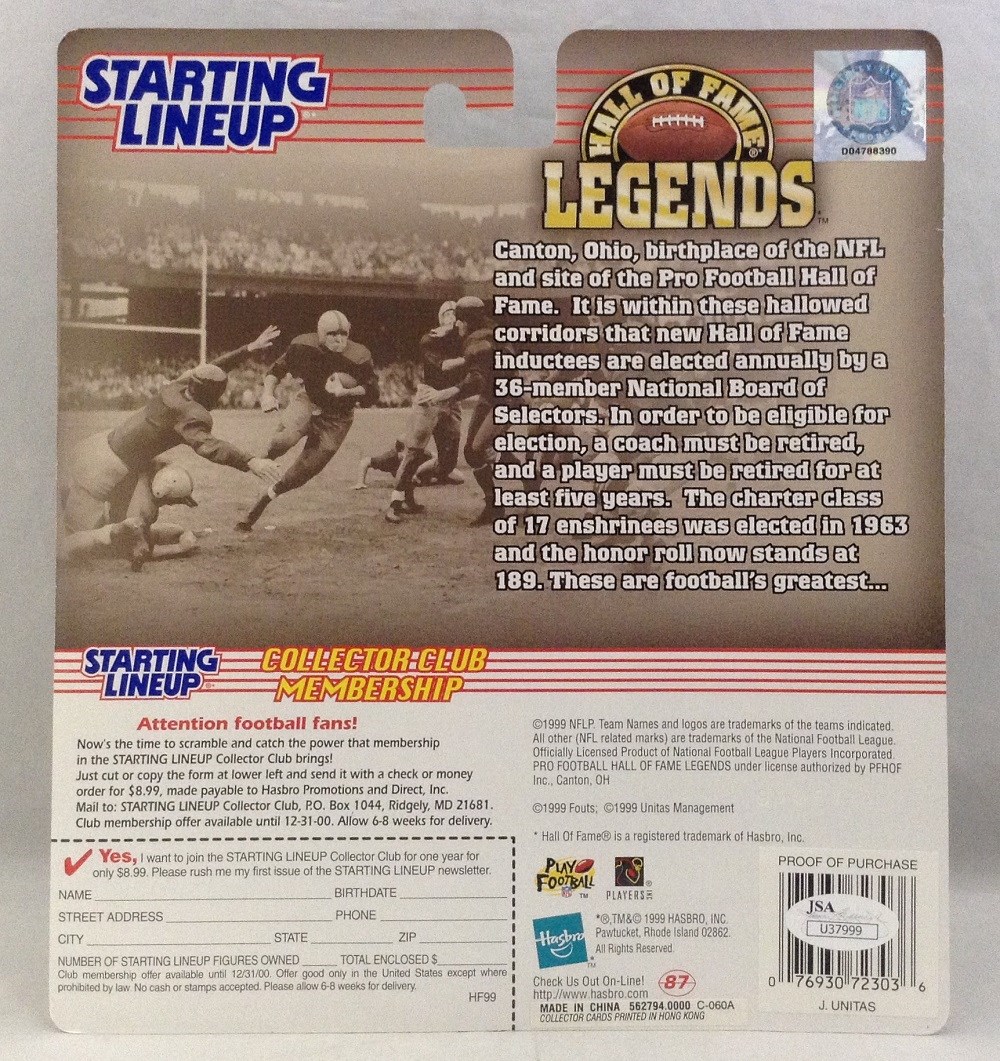 STARTING
LINEUP
HALL OF FAME®
LEGENDS™
NFL
D04788390
Canton, Ohio, birthplace of the NFL
and site of the Pro Football Hall of
Fame. It is within these hallowed
corridors that new Hall of Fame
inductees are elected annually by a
36-member National Board of
Selectors. In order to be eligible for
election, a coach must be retired,
and a player must be retired for at
least five years. The charter class
of 17 enshrinees was elected in 1963
and the honor roll now stands at
189. These are football's greatest...
STARTING
LINEUP®
COLLECTOR CLUB
MEMBERSHIP
Attention football fans!
Now's the time to scramble and catch the power that membership
in the STARTING LINEUP Collector Club brings!
Just cut or copy the form at lower left and send it with a check or money
order for $8.99, made payable to Hasbro Promotions and Direct, Inc.
Mail to: STARTING LINEUP Collector Club, P.O. Box 1044, Ridgely, MD 21681.
Club membership offer available until 12-31-00. Allow 6-8 weeks for delivery.
Yes, I want to join the STARTING LINEUP Collector Club for one year for
only $8.99. Please rush me my first issue of the STARTING LINEUP newsletter.
NAME BIRTHDATE
STREET ADDRESS PHONE
CITY STATE ZIP
NUMBER OF STARTING LINEUP FIGURES OWNED TOTAL ENCLOSED $
Club membership offer available until 12/31/00. Offer good only in the United States except where
prohibited by law. No cash or stamps accepted. Please allow 6-8 weeks for delivery.
HF99
©1999 NFLP. Team Names and logos are trademarks of the teams indicated.
All other (NFL related marks) are trademarks of the National Football League.
Officially Licensed Product of National Football League Players Incorporated.
PRO FOOTBALL HALL OF FAME LEGENDS under license authorized by PFHOF
Inc., Canton, OH
©1999 Fouts; ©1999 Unitas Management
* Hall Of Fame® is a registered trademark of Hasbro, Inc.
PLAY
FOOTBALL™
PLAYERS INC®
Hasbro™
*®,TM&© 1999 HASBRO, INC.
Pawtucket, Rhode Island 02862.
All Rights Reserved.
Check Us Out On-Line!
http://www.hasbro.com
87
MADE IN CHINA 562794.0000 C-060A
COLLECTOR CARDS PRINTED IN HONG KONG
PROOF OF PURCHASE
JSA
U37999
0 76930 72303 6
J. UNITAS